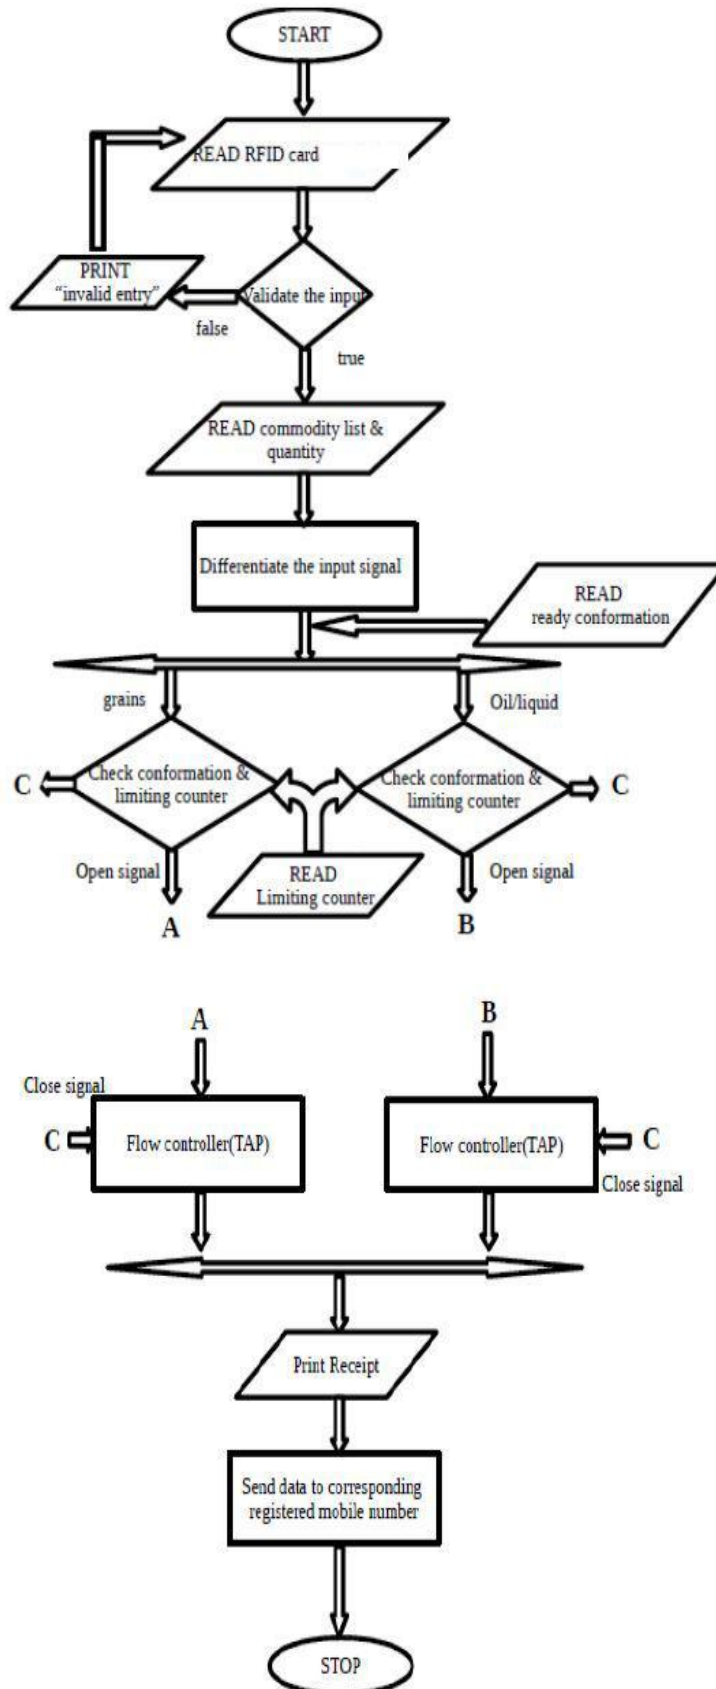 START
READ RFID card
PRINT
“invalid entry”
Validate the input
false
true
READ commodity list &
quantity
Differentiate the input signal
READ
ready conformation
grains
Oil/liquid
C
Check conformation &
limiting counter
Check conformation &
limiting counter
C
Open signal
READ
Limiting counter
Open signal
A
B
A
B
Close signal
C
Flow controller(TAP)
Flow controller(TAP)
C
Close signal
Print Receipt
Send data to corresponding
registered mobile number
STOP